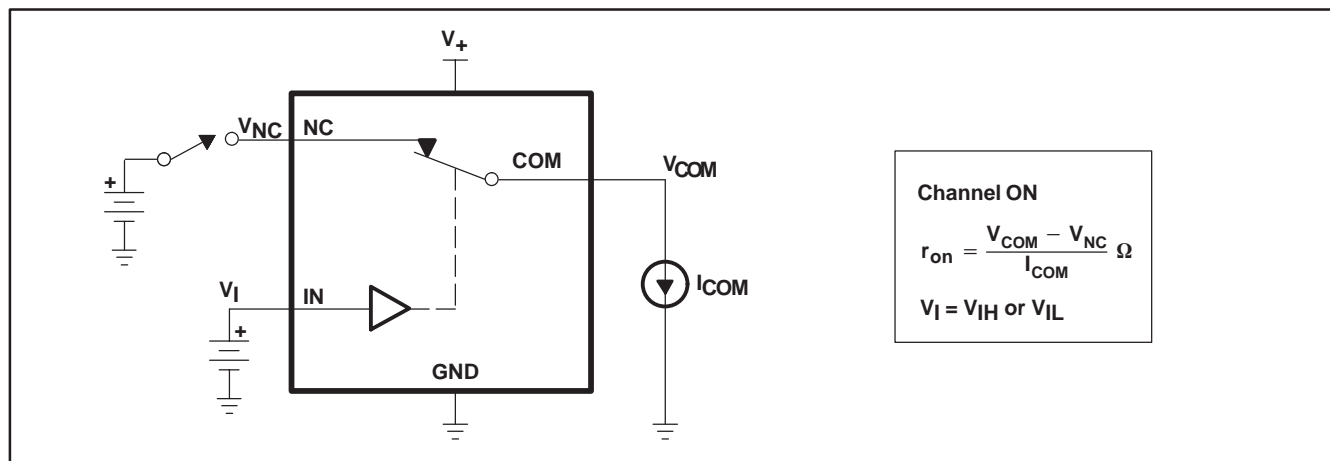 V+
VNC NC
COM
VCOM
+
ICOM
VI IN
+
GND
Channel ON
ron = VCOM − VNC / ICOM Ω
VI = VIH or VIL